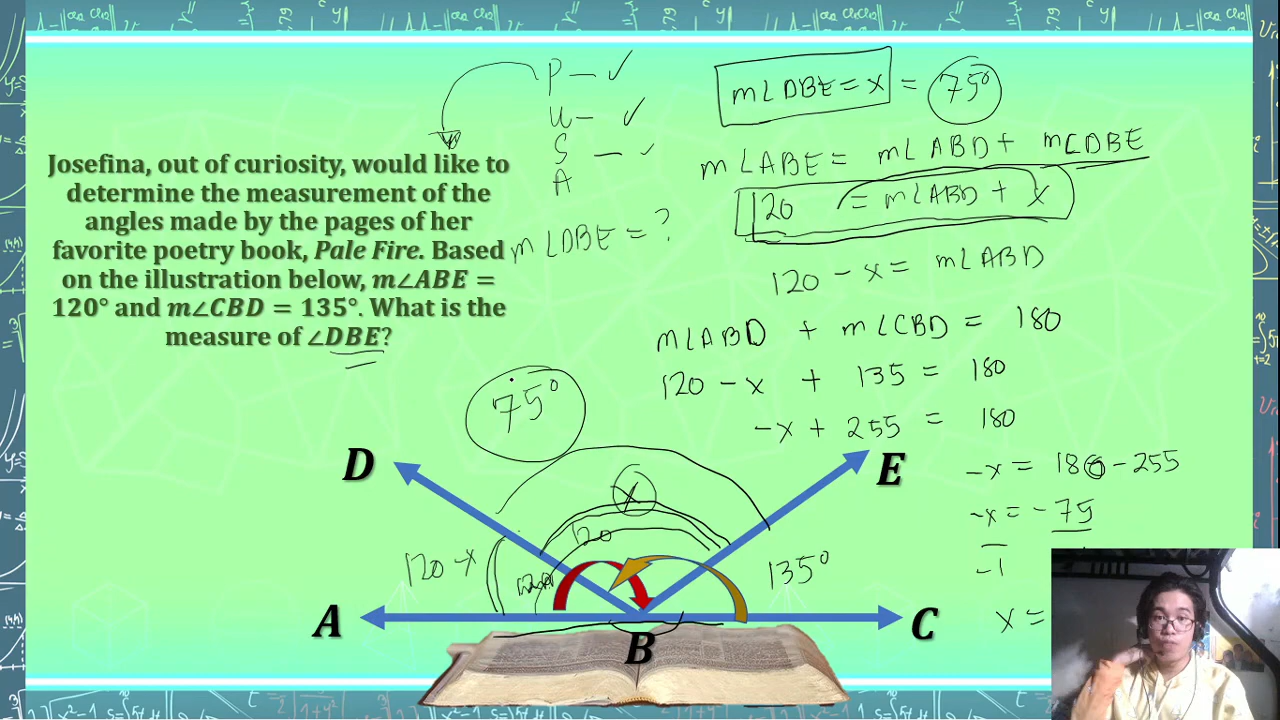 Josefina, out of curiosity, would like to
determine the measurement of the
angles made by the pages of her
favorite poetry book, Pale Fire. Based
on the illustration below, m∠ABE =
120° and m∠CBD = 135°. What is the
measure of ∠DBE?
P — ✓
U — ✓
S — ✓
A
m∠DBE = ?
m∠DBE = x = 75°
m∠ABE = m∠ABD + m∠DBE
120 = m∠ABD + x
120 - x = m∠ABD
m∠ABD + m∠CBD = 180
120 - x + 135 = 180
-x + 255 = 180
-x = 180 - 255
-x = -75
-1
x =
75°
D
E
x
120
120 - x
135°
A
B
C